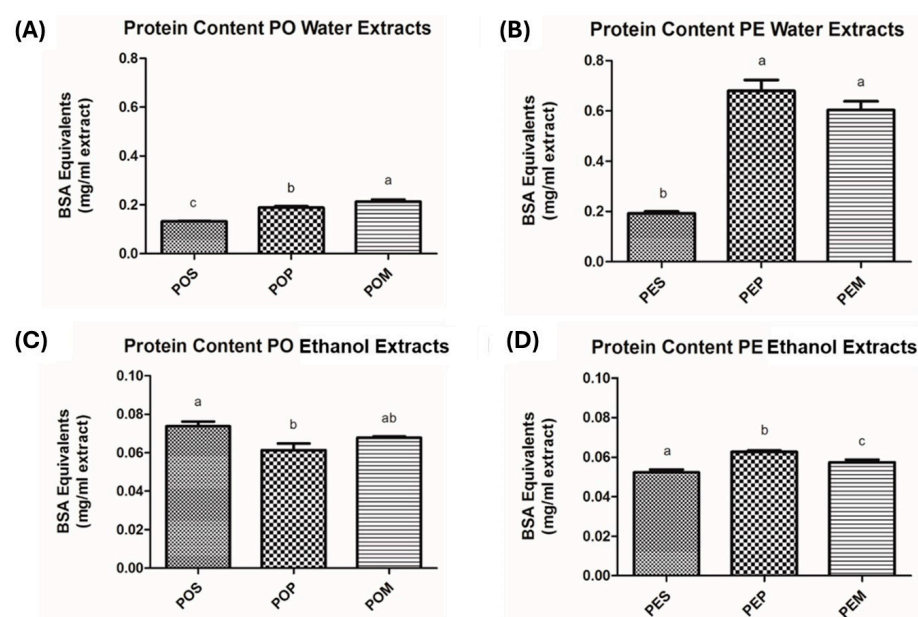 (A)
Protein Content PO Water Extracts
BSA Equivalents
(mg/ml extract)
0.8
0.6
0.4
0.2
0.0
c
b
a
POS
POP
POM
(B)
Protein Content PE Water Extracts
BSA Equivalents
(mg/ml extract)
0.8
0.6
0.4
0.2
0.0
b
a
a
PES
PEP
PEM
(C)
Protein Content PO Ethanol Extracts
BSA Equivalents
(mg/ml extract)
0.10
0.08
0.06
0.04
0.02
0.00
a
b
ab
POS
POP
POM
(D)
Protein Content PE Ethanol Extracts
BSA Equivalents
(mg/ml extract)
0.10
0.08
0.06
0.04
0.02
0.00
a
b
c
PES
PEP
PEM